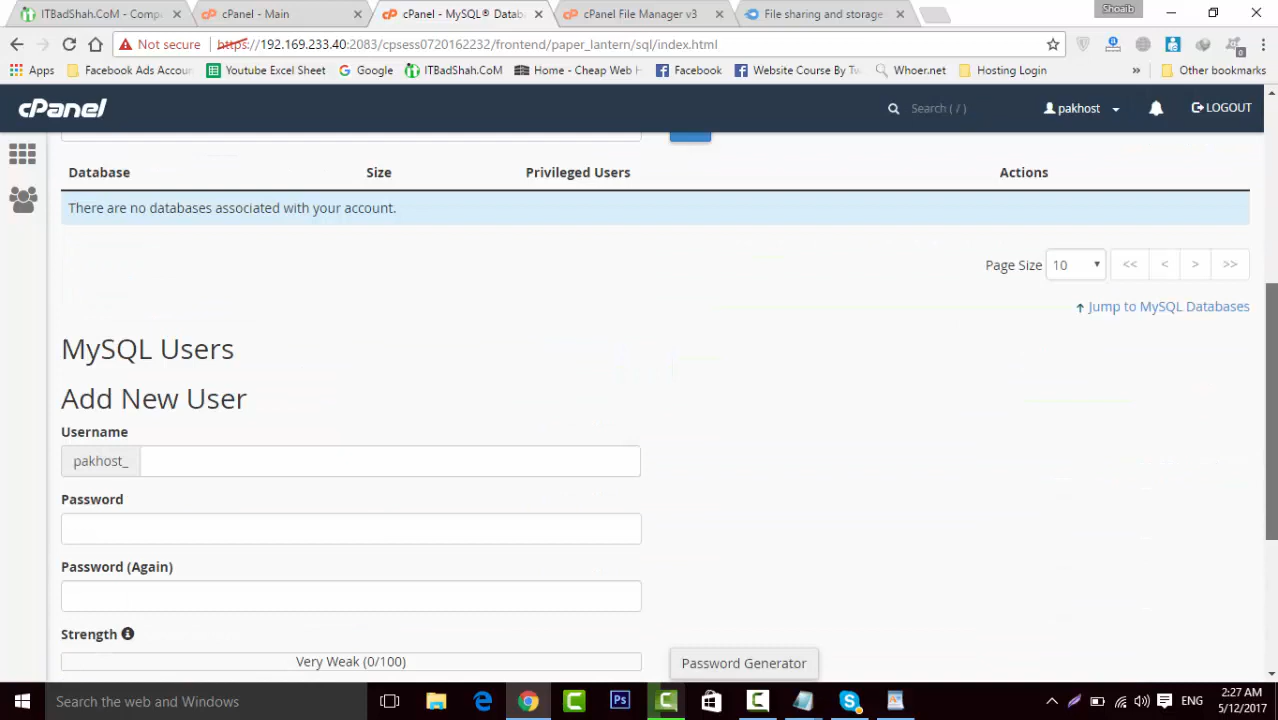 ITBadShah.CoM - Compa
cPanel - Main
cPanel - MySQL® Datab
cPanel File Manager v3
File sharing and storage
Shoaib
Not secure
https://192.169.233.40:2083/cpsess0720162232/frontend/paper_lantern/sql/index.html
Apps
Facebook Ads Accoun
Youtube Excel Sheet
Google
ITBadShah.CoM
Home - Cheap Web H
Facebook
Website Course By Tw
Whoer.net
Hosting Login
»
Other bookmarks
cPanel
Search ( / )
pakhost
LOGOUT
Database
Size
Privileged Users
Actions
There are no databases associated with your account.
Page Size
10
<<
<
>
>>
Jump to MySQL Databases
MySQL Users
Add New User
Username
pakhost_
Password
Password (Again)
Strength
Very Weak (0/100)
Password Generator
Search the web and Windows
ENG
2:27 AM
5/12/2017